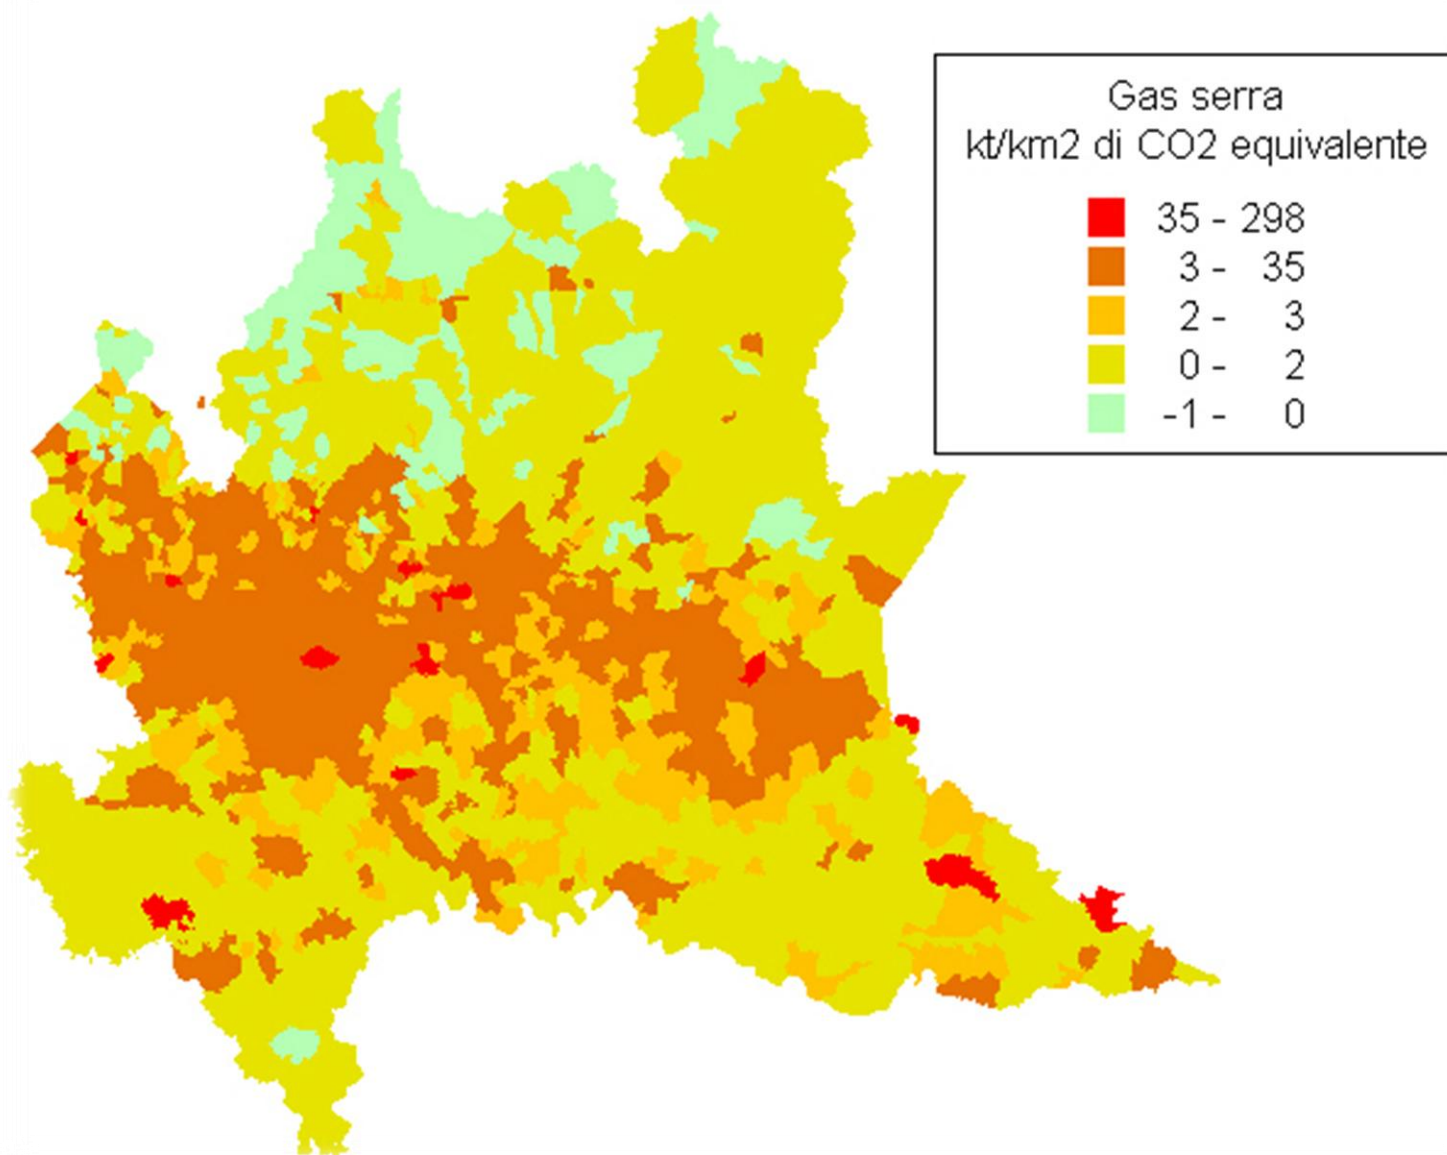 Gas serra
kt/km2 di CO2 equivalente
35 - 298
3 - 35
2 - 3
0 - 2
-1 - 0